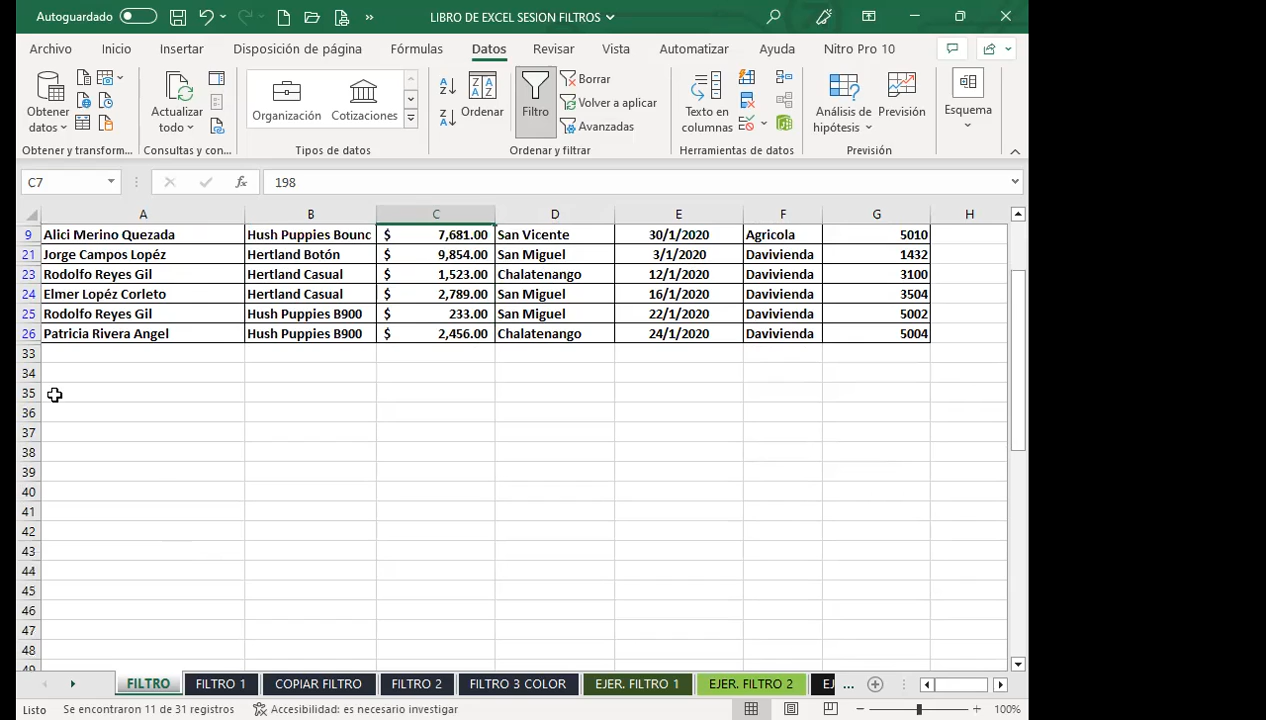 Autoguardado LIBRO DE EXCEL SESION FILTROS
Archivo Inicio Insertar Disposición de página Fórmulas Datos Revisar Vista Automatizar Ayuda Nitro Pro 10
Obtener datos
Actualizar todo
Organización Cotizaciones
Ordenar
Filtro
Borrar
Volver a aplicar
Avanzadas
Texto en columnas
Análisis de hipótesis
Previsión
Esquema
Obtener y transform... Consultas y con... Tipos de datos Ordenar y filtrar Herramientas de datos Previsión
C7 fx 198
A B C D E F G H
9 Alici Merino Quezada Hush Puppies Bounc $ 7,681.00 San Vicente 30/1/2020 Agricola 5010
21 Jorge Campos Lopéz Hertland Botón $ 9,854.00 San Miguel 3/1/2020 Davivienda 1432
23 Rodolfo Reyes Gil Hertland Casual $ 1,523.00 Chalatenango 12/1/2020 Davivienda 3100
24 Elmer Lopéz Corleto Hertland Casual $ 2,789.00 San Miguel 16/1/2020 Davivienda 3504
25 Rodolfo Reyes Gil Hush Puppies B900 $ 233.00 San Miguel 22/1/2020 Davivienda 5002
26 Patricia Rivera Angel Hush Puppies B900 $ 2,456.00 Chalatenango 24/1/2020 Davivienda 5004
33
34
35
36
37
38
39
40
41
42
43
44
45
46
47
48
49
FILTRO FILTRO 1 COPIAR FILTRO FILTRO 2 FILTRO 3 COLOR EJER. FILTRO 1 EJER. FILTRO 2 EJ ...
Listo Se encontraron 11 de 31 registros Accesibilidad: es necesario investigar 100%